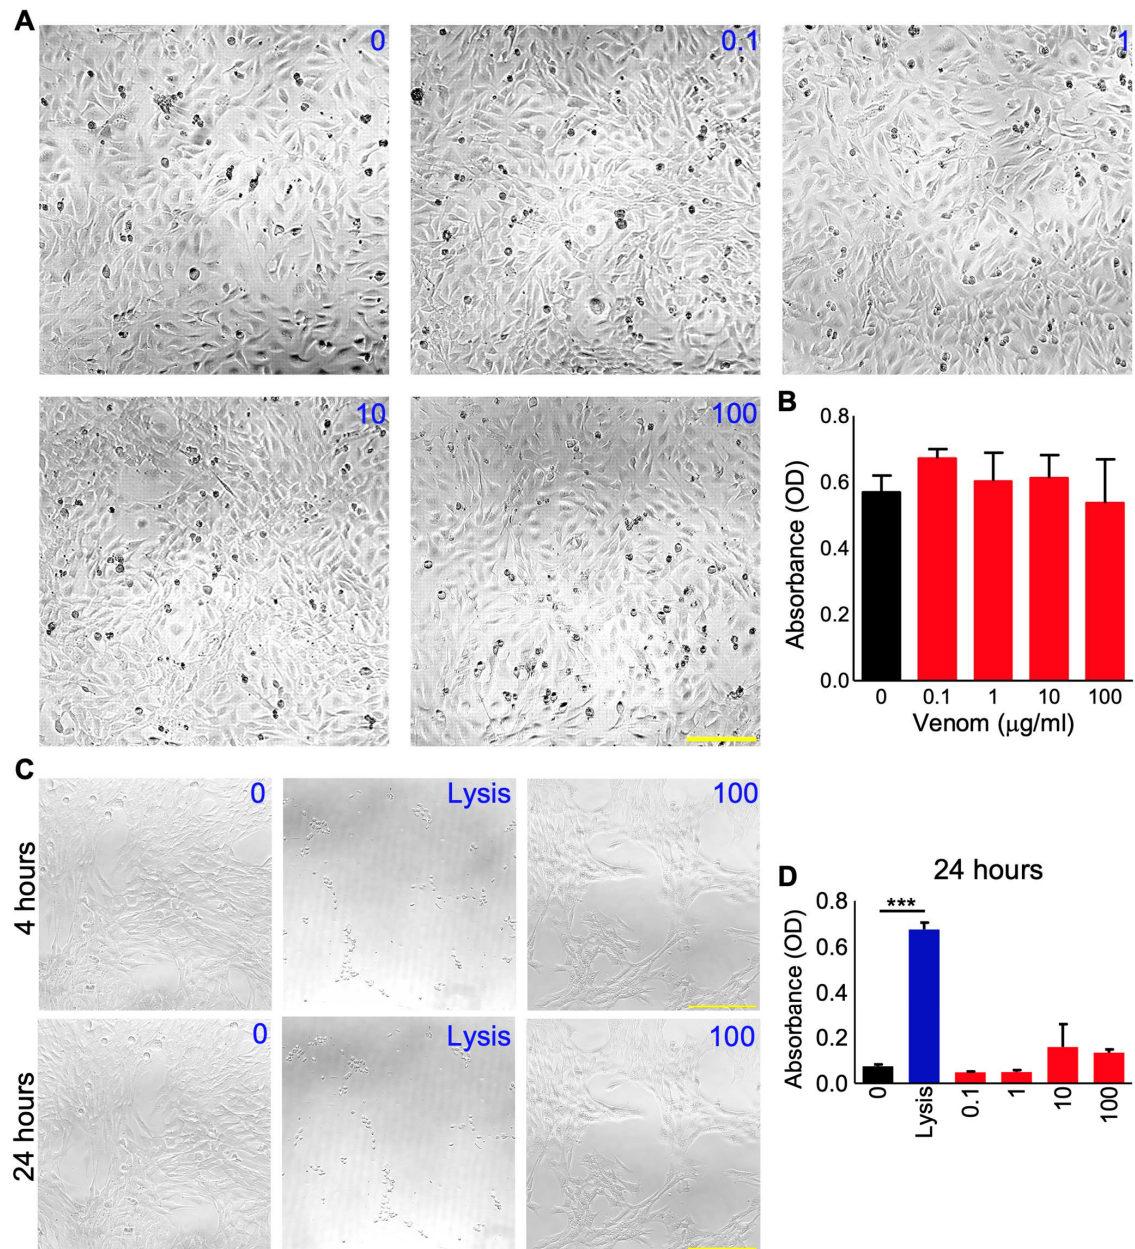 A
0
0.1
1
10
100
B
0.8
0.6
0.4
0.2
0.0
Absorbance (OD)
0 0.1 1 10 100
Venom (μg/ml)
C
4 hours
0
Lysis
100
24 hours
0
Lysis
100
D
24 hours
***
0.8
0.6
0.4
0.2
0.0
Absorbance (OD)
0 Lysis 0.1 1 10 100